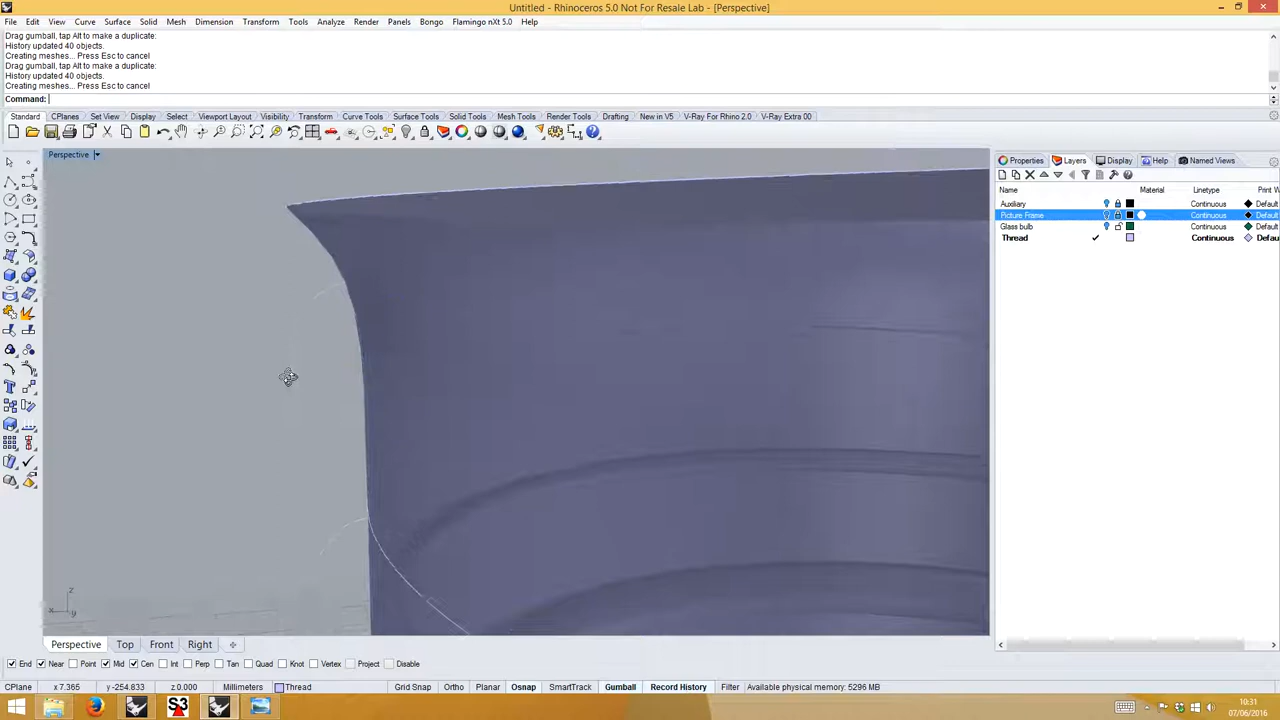 Untitled - Rhinoceros 5.0 Not For Resale Lab - [Perspective]
File Edit View Curve Surface Solid Mesh Dimension Transform Tools Analyze Render Panels Bongo Flamingo nXt 5.0 Help
Drag gumball, tap Alt to make a duplicate:
History updated 40 objects.
Creating meshes... Press Esc to cancel
Drag gumball, tap Alt to make a duplicate:
History updated 40 objects.
Creating meshes... Press Esc to cancel
Command:
Standard CPlanes Set View Display Select Viewport Layout Visibility Transform Curve Tools Surface Tools Solid Tools Mesh Tools Render Tools Drafting New in V5 V-Ray For Rhino 2.0 V-Ray Extra 00
Perspective
Properties Layers Display Help Named Views
Name Material Linetype Print W
Auxiliary Continuous Default
Picture Frame Continuous Default
Glass bulb Continuous Default
Thread Continuous Defau
z
x y
Perspective Top Front Right
End Near Point Mid Cen Int Perp Tan Quad Knot Vertex Project Disable
CPlane x 7.365 y -254.833 z 0.000 Millimeters Thread Grid Snap Ortho Planar Osnap SmartTrack Gumball Record History Filter Available physical memory: 5296 MB
S3
10:31
07/06/2016